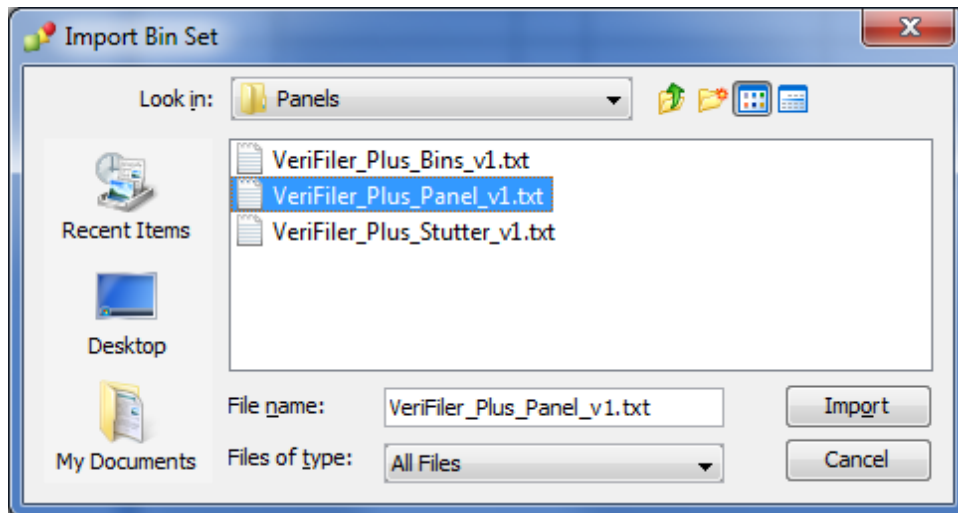 Import Bin Set
Look in: Panels
VeriFiler_Plus_Bins_v1.txt
VeriFiler_Plus_Panel_v1.txt
VeriFiler_Plus_Stutter_v1.txt
Recent Items
Desktop
My Documents
File name: VeriFiler_Plus_Panel_v1.txt Import
Files of type: All Files Cancel